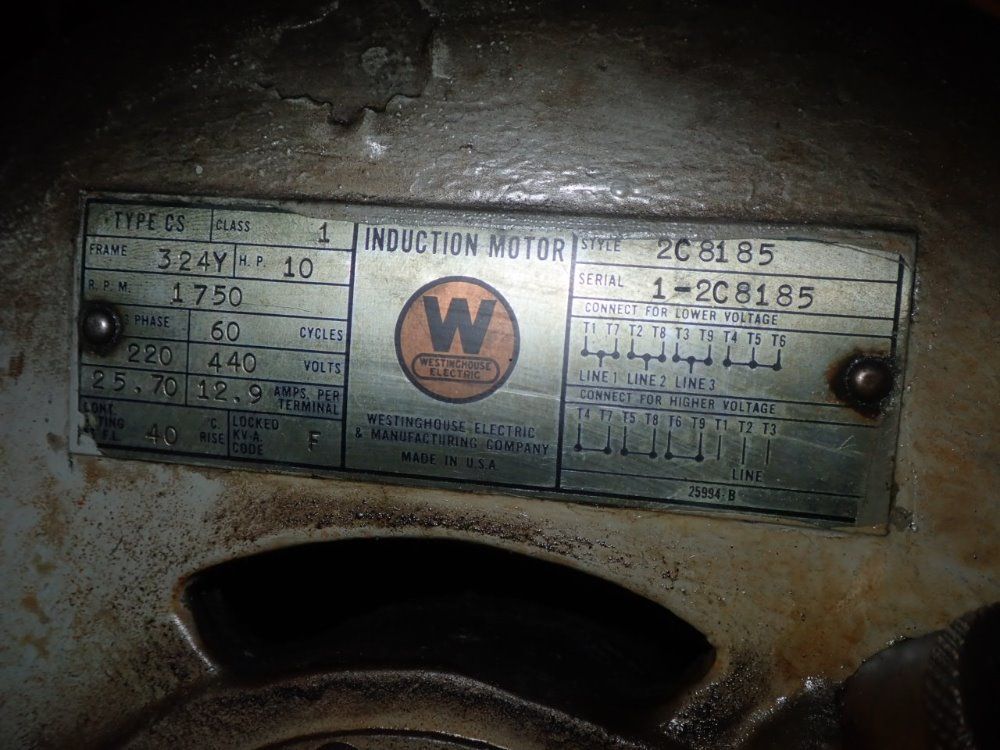 TYPE CS CLASS 1
FRAME 324Y H.P. 10
R.P.M. 1750
PHASE 60 CYCLES
220 440 VOLTS
25.70 12.9 AMPS. PER TERMINAL
40 °C. RISE LOCKED KV-A. CODE F
INDUCTION MOTOR
W
WESTINGHOUSE
ELECTRIC
WESTINGHOUSE ELECTRIC
& MANUFACTURING COMPANY
MADE IN U.S.A.
STYLE 2C8185
SERIAL 1-2C8185
CONNECT FOR LOWER VOLTAGE
T1 T7 T2 T8 T3 T9 T4 T5 T6
LINE 1 LINE 2 LINE 3
CONNECT FOR HIGHER VOLTAGE
T4 T7 T5 T8 T6 T9 T1 T2 T3
LINE
25994-B